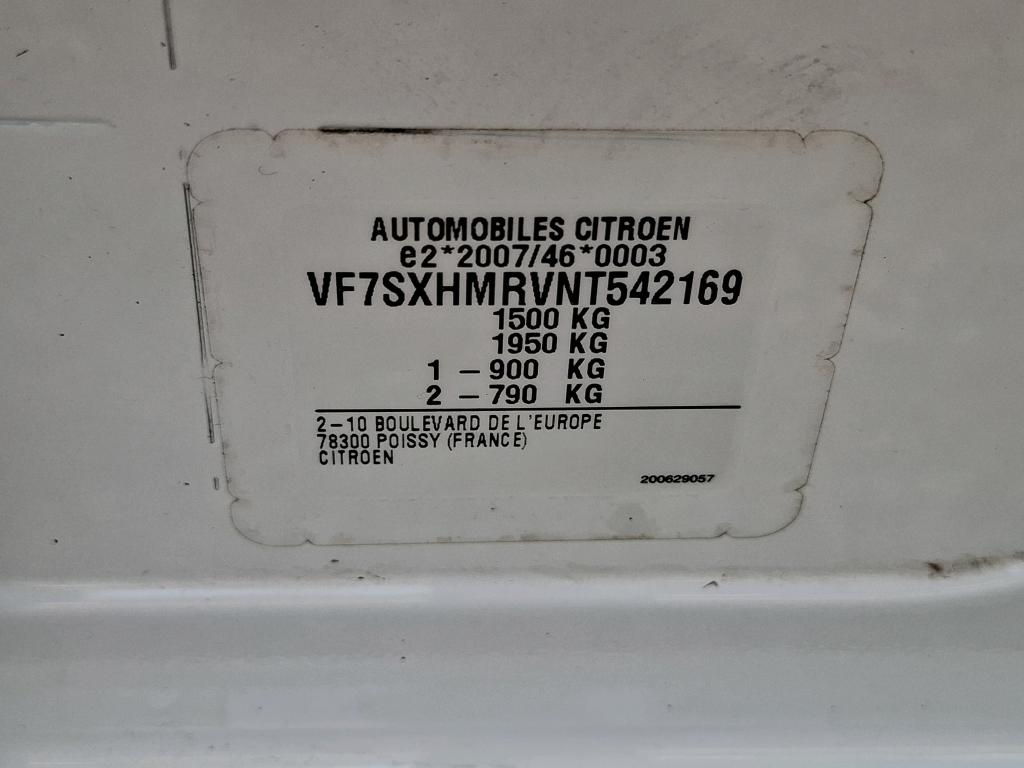 AUTOMOBILES CITROEN
e2*2007/46*0003
VF7SXHMRVNT542169
1500 KG
1950 KG
1 – 900 KG
2 – 790 KG
2–10 BOULEVARD DE L'EUROPE
78300 POISSY (FRANCE)
CITROEN
200629057